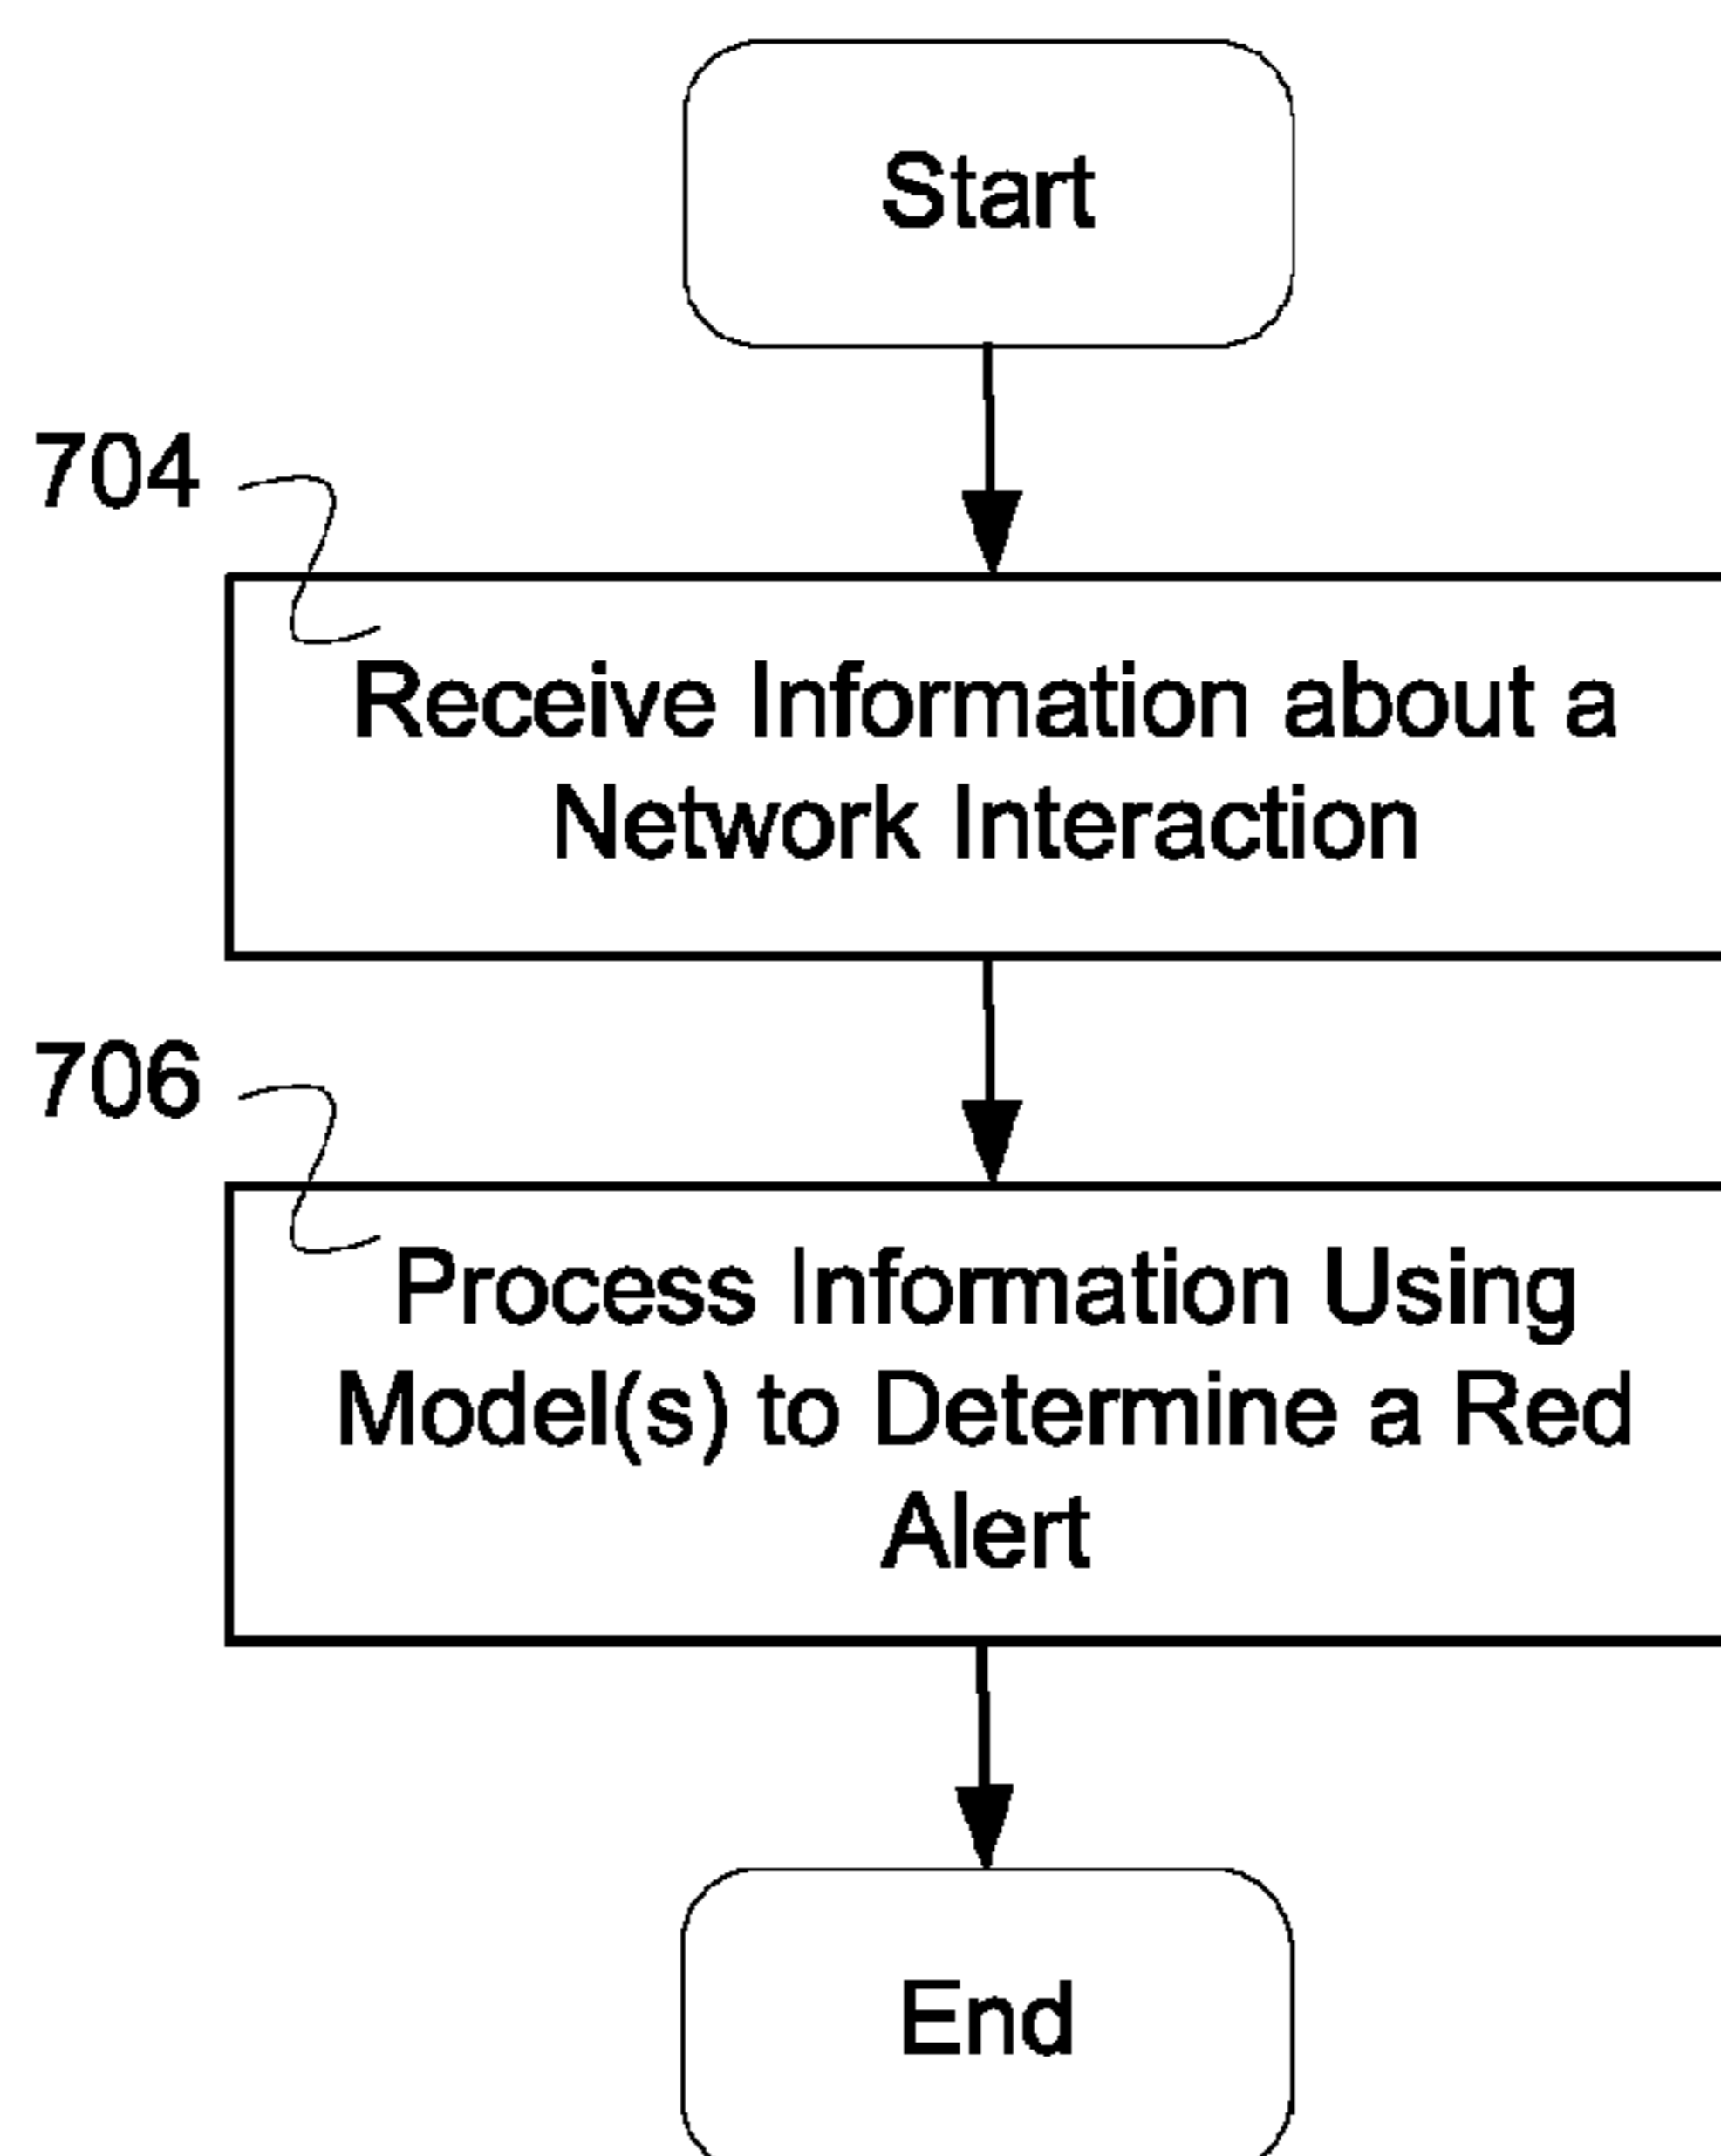 Start
704
Receive Information about a
Network Interaction
706
Process Information Using
Model(s) to Determine a Red
Alert
End